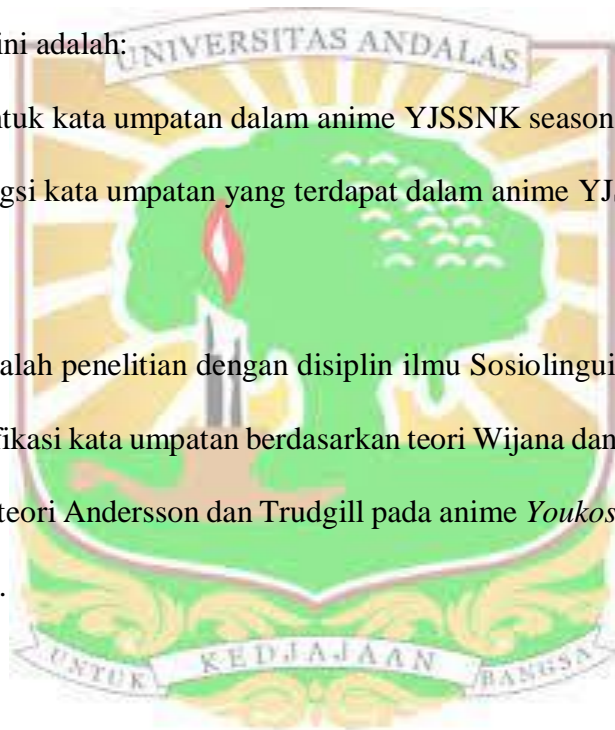 ini adalah:
UNIVERSITAS ANDALAS
ntuk kata umpatan dalam anime YJSSNK season
ngsi kata umpatan yang terdapat dalam anime YJ
alah penelitian dengan disiplin ilmu Sosiolingui
fikasi kata umpatan berdasarkan teori Wijana dan
teori Andersson dan Trudgill pada anime Youkos
.
UNTUK KEDJAJAAN BANGSA